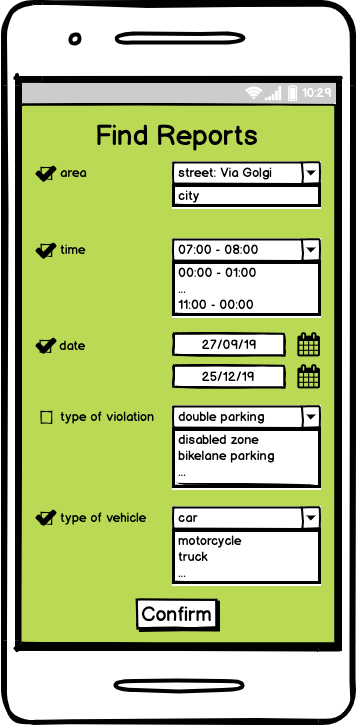 10:29
Find Reports
area
street: Via Golgi
city
time
07:00 - 08:00
00:00 - 01:00
...
11:00 - 00:00
date
27/09/19
25/12/19
type of violation
double parking
disabled zone
bikelane parking
...
type of vehicle
car
motorcycle
truck
...
Confirm